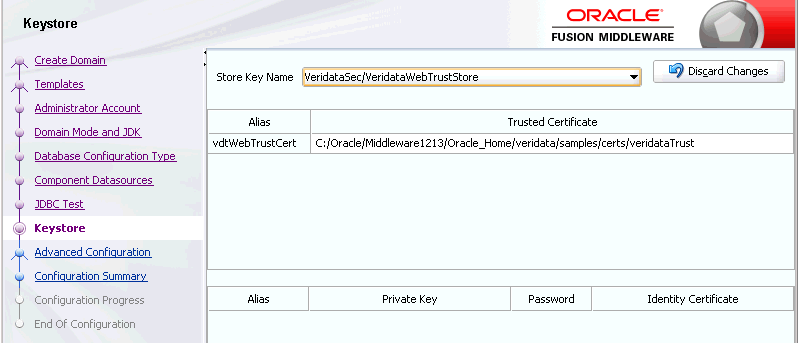 Keystore
ORACLE
FUSION MIDDLEWARE
Create Domain
Templates
Administrator Account
Domain Mode and JDK
Database Configuration Type
Component Datasources
JDBC Test
Keystore
Advanced Configuration
Configuration Summary
Configuration Progress
End Of Configuration
Store Key Name VeridataSec/VeridataWebTrustStore Discard Changes
Alias Trusted Certificate
vdtWebTrustCert C:/Oracle/Middleware1213/Oracle_Home/veridata/samples/certs/veridataTrust
Alias Private Key Password Identity Certificate